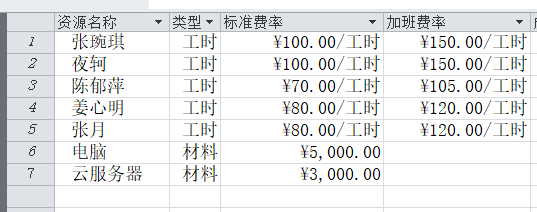 资源名称 类型 标准费率 加班费率
1 张琬琪 工时 ¥100.00/工时 ¥150.00/工时
2 夜轲 工时 ¥100.00/工时 ¥150.00/工时
3 陈郁萍 工时 ¥70.00/工时 ¥105.00/工时
4 姜心明 工时 ¥80.00/工时 ¥120.00/工时
5 张月 工时 ¥80.00/工时 ¥120.00/工时
6 电脑 材料 ¥5,000.00
7 云服务器 材料 ¥3,000.00